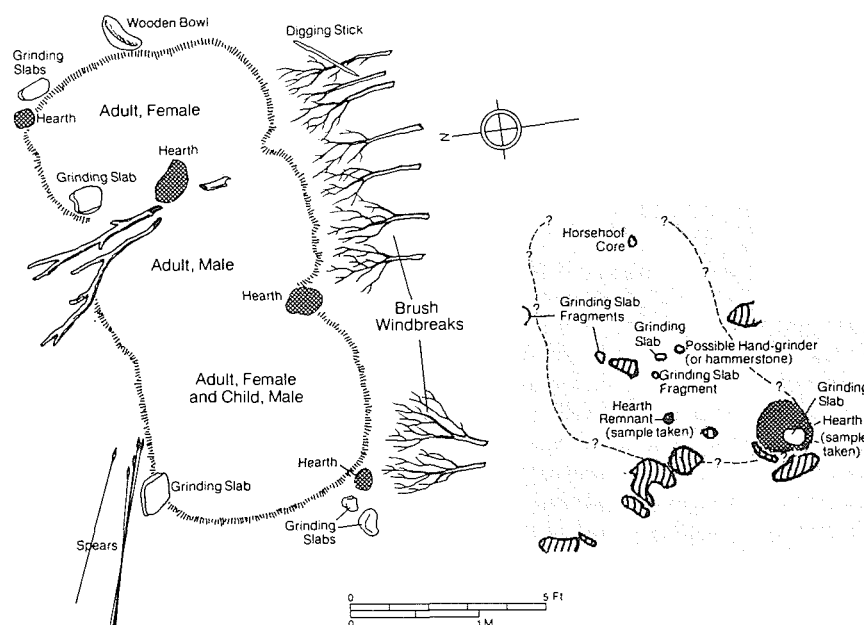 Wooden Bowl
Digging Stick
Grinding
Slabs
Hearth
Adult, Female
Hearth
Grinding Slab
N
Adult, Male
Hearth
Brush
Windbreaks
Adult, Female
and Child, Male
Hearth
Grinding Slab
Grinding
Slabs
Spears
0
5 Ft
0
1 M
Horsehoof
Core
?
?
?
?
?
?
?
?
Grinding Slab
Fragments
Grinding
Slab
Possible Hand-grinder
(or hammerstone)
Grinding Slab
Fragment
Hearth
Remnant
(sample taken)
Grinding
Slab
Hearth
(sample
taken)